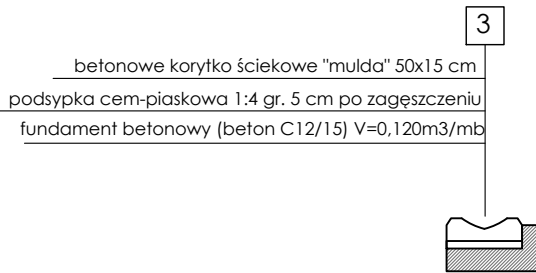 3
betonowe korytko ściekowe "mulda" 50x15 cm
podsypka cem-piaskowa 1:4 gr. 5 cm po zagęszczeniu
fundament betonowy (beton C12/15) V=0,120m3/mb